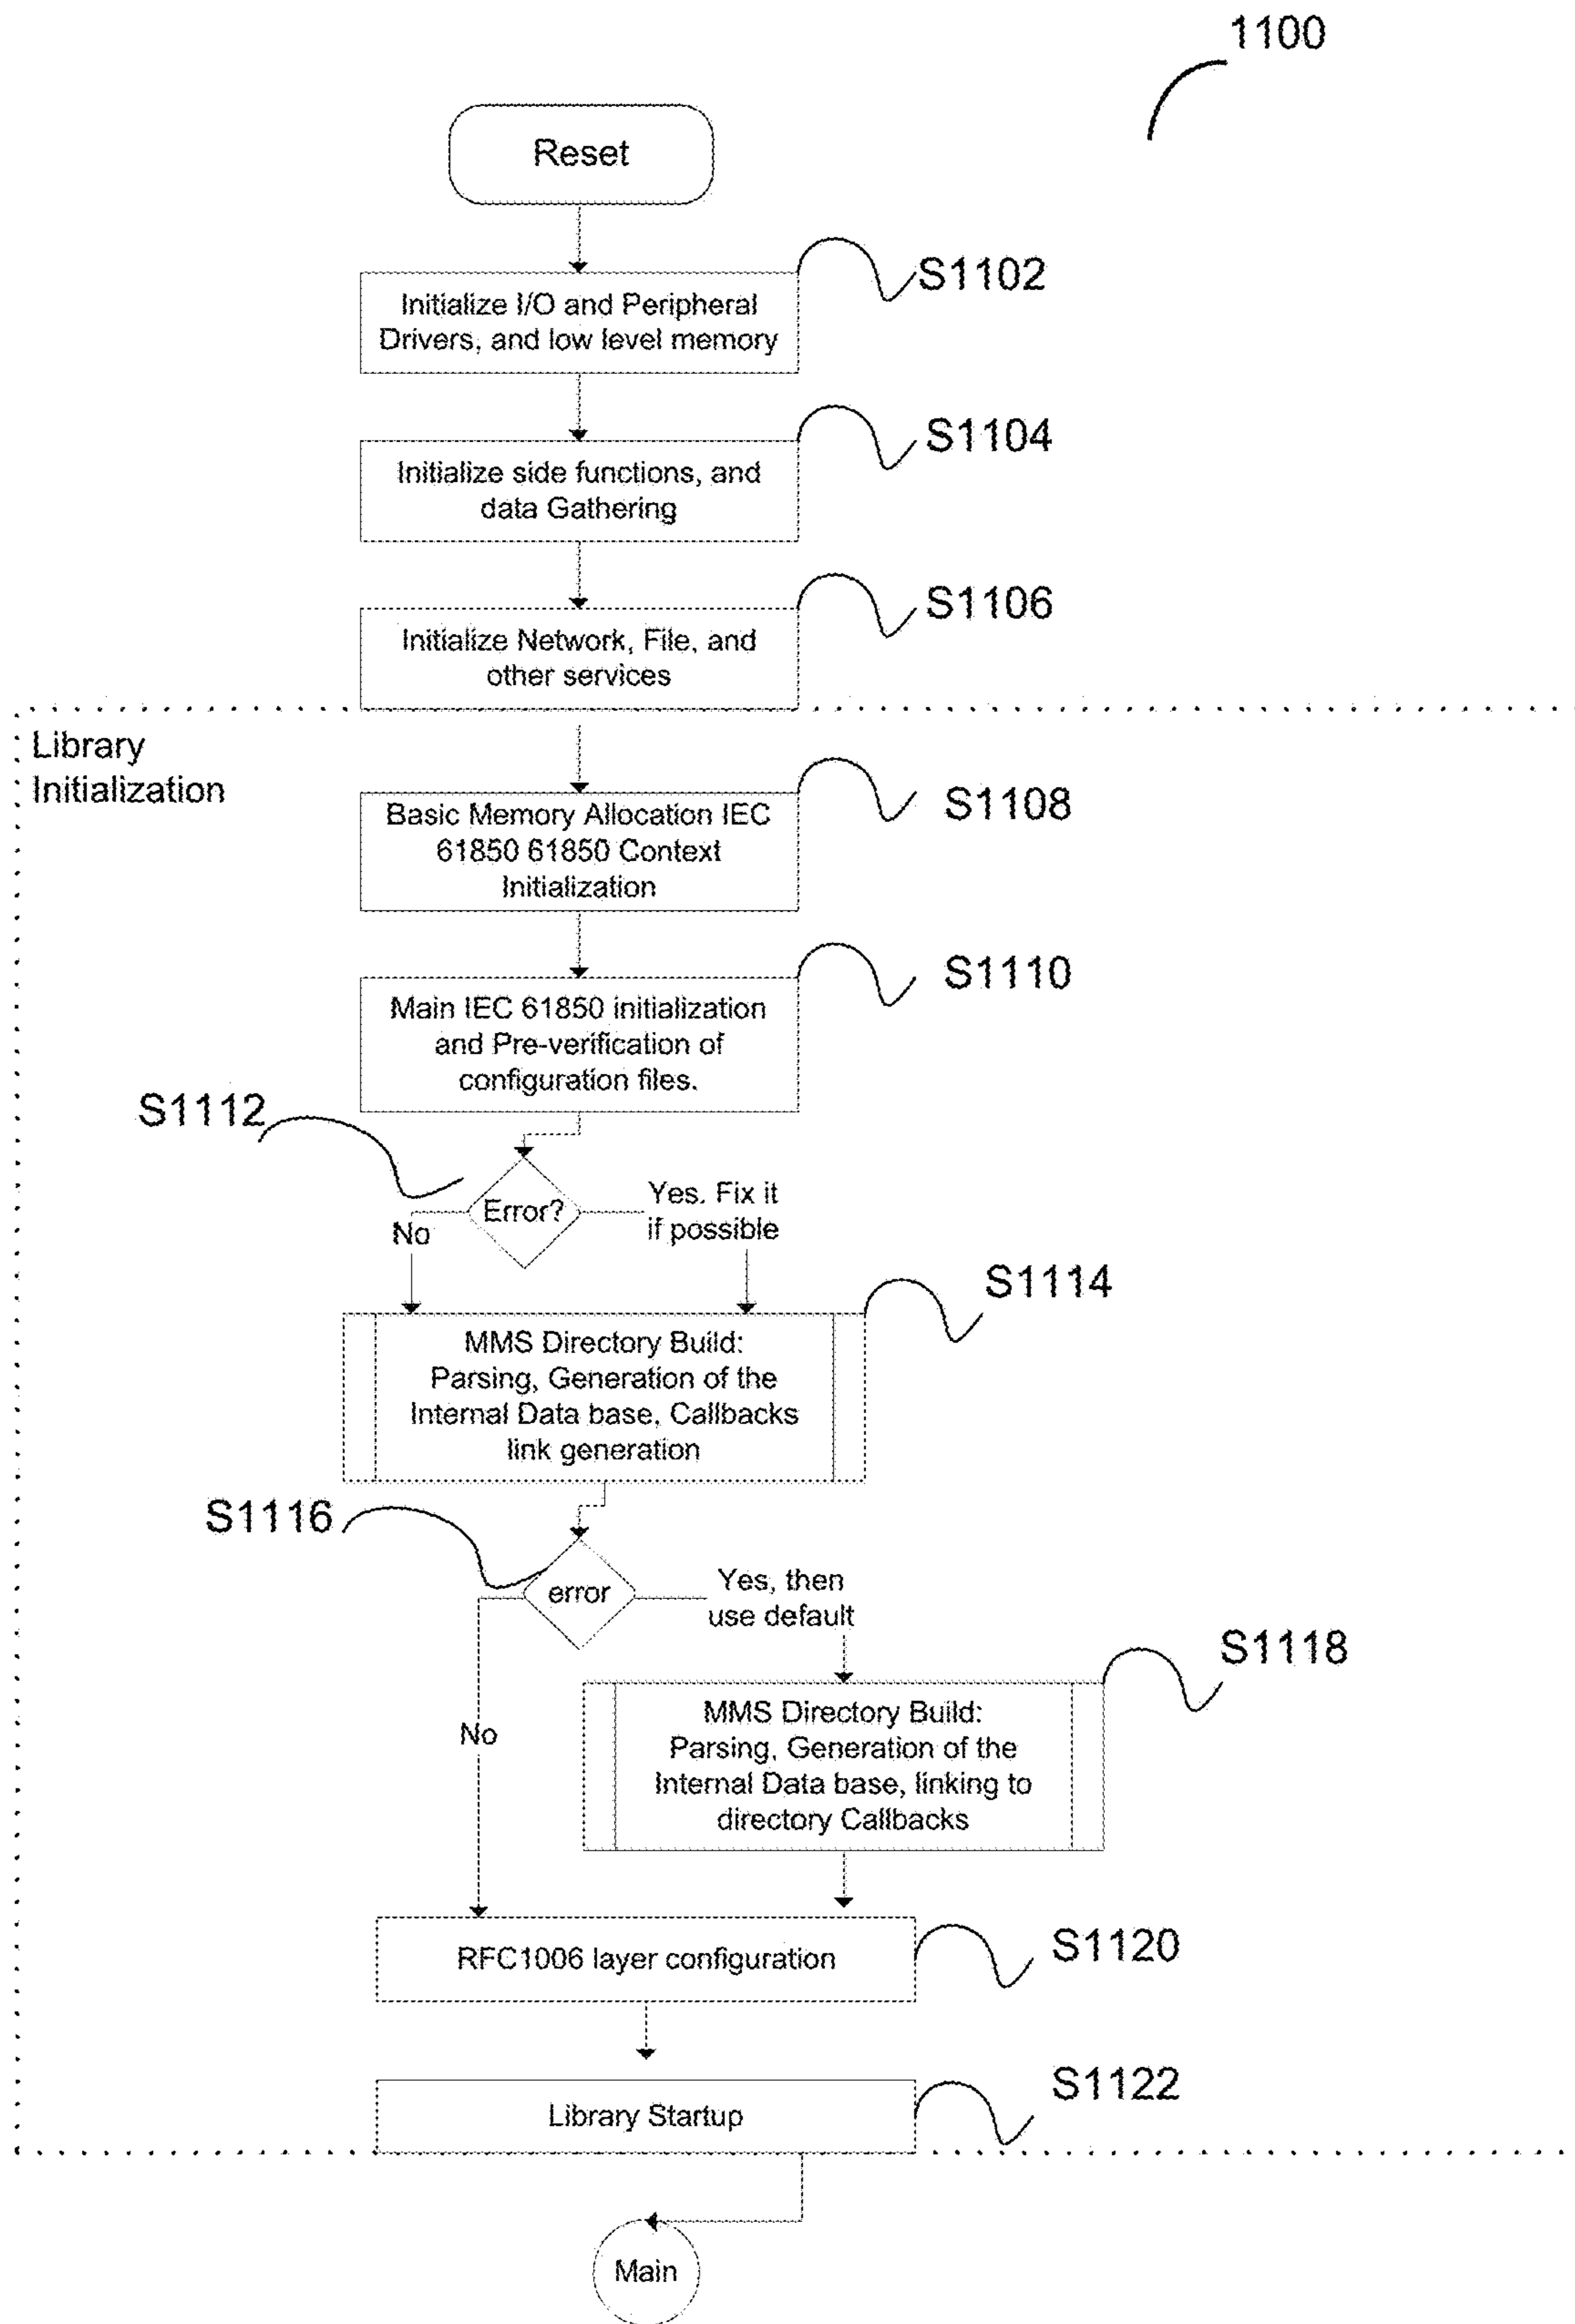 1100
Reset
S1102
Initialize I/O and Peripheral
Drivers, and low level memory
S1104
Initialize side functions, and
data Gathering
S1106
Initialize Network, File, and
other services
Library
Initialization
S1108
Basic Memory Allocation IEC
61850 61850 Context
Initialization
S1110
Main IEC 61850 initialization
and Pre-verification of
configuration files.
S1112
Error?
Yes. Fix it
if possible
No
S1114
MMS Directory Build:
Parsing, Generation of the
Internal Data base, Callbacks
link generation
S1116
error
Yes, then
use default
S1118
No
MMS Directory Build:
Parsing, Generation of the
Internal Data base, linking to
directory Callbacks
S1120
RFC1006 layer configuration
S1122
Library Startup
Main